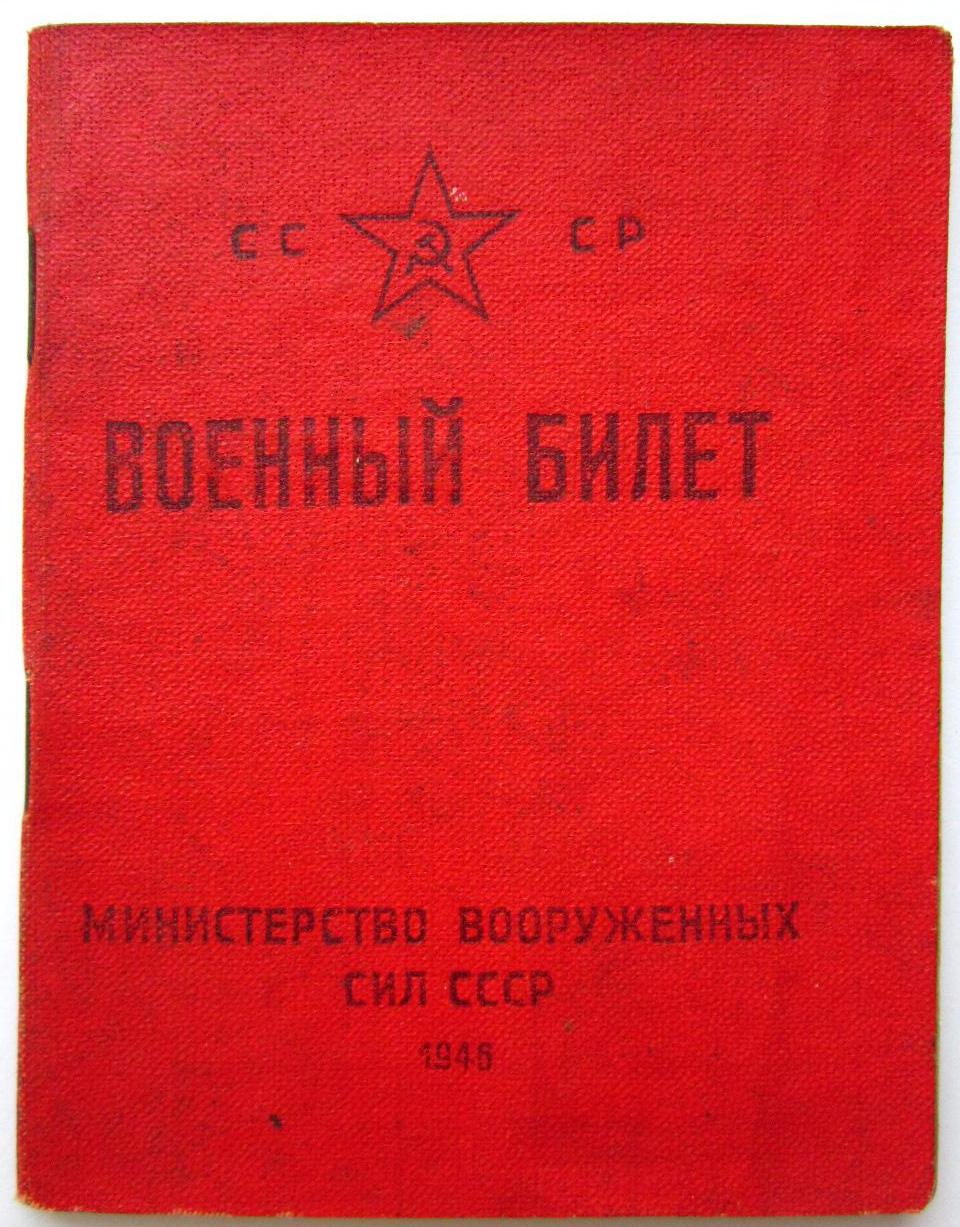 СС СР
ВОЕННЫЙ БИЛЕТ
МИНИСТЕРСТВО ВООРУЖЕННЫХ
СИЛ СССР
1946